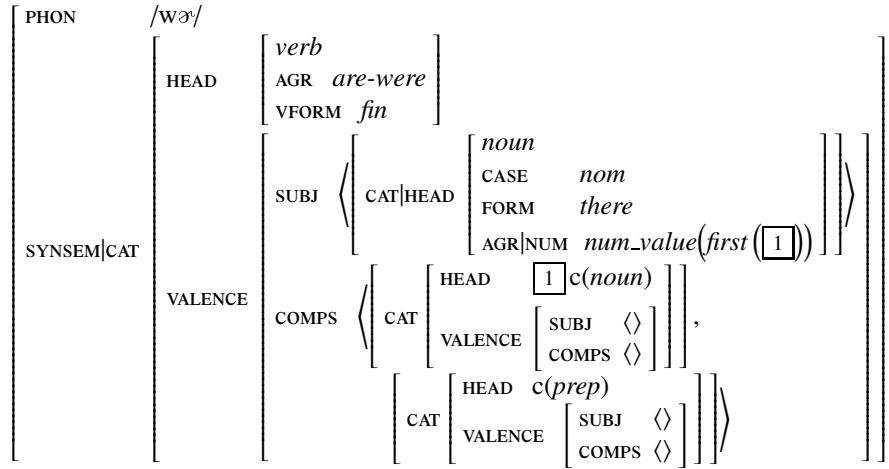 PHON /wɚ/
verb
HEAD AGR are-were
VFORM fin
noun
CASE nom
SUBJ ⟨ CAT|HEAD FORM there ⟩
AGR|NUM num_value(first(1))
SYNSEM|CAT
HEAD 1 c(noun)
VALENCE
COMPS ⟨ CAT SUBJ ⟨⟩ ,
VALENCE COMPS ⟨⟩
HEAD c(prep)
CAT SUBJ ⟨⟩ ⟩
VALENCE COMPS ⟨⟩